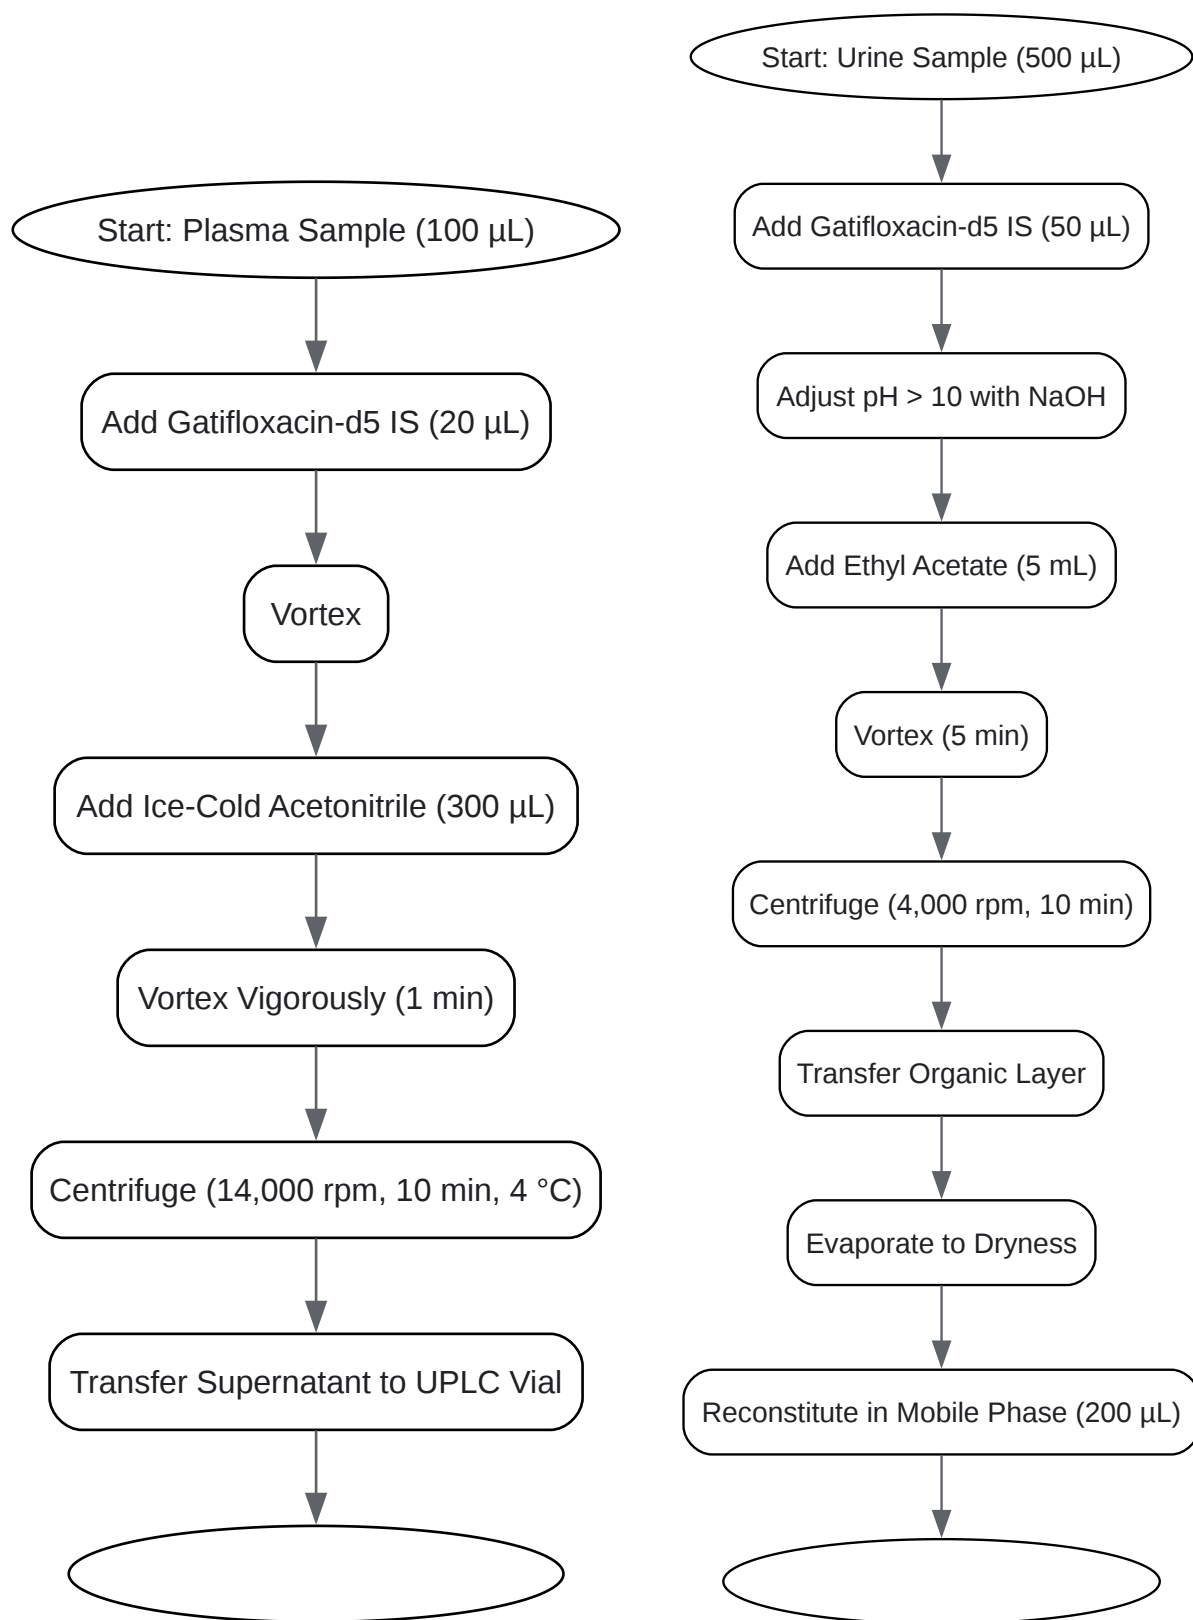 Start: Plasma Sample (100 µL)
Add Gatifloxacin-d5 IS (20 µL)
Vortex
Add Ice-Cold Acetonitrile (300 µL)
Vortex Vigorously (1 min)
Centrifuge (14,000 rpm, 10 min, 4 °C)
Transfer Supernatant to UPLC Vial
Start: Urine Sample (500 µL)
Add Gatifloxacin-d5 IS (50 µL)
Adjust pH > 10 with NaOH
Add Ethyl Acetate (5 mL)
Vortex (5 min)
Centrifuge (4,000 rpm, 10 min)
Transfer Organic Layer
Evaporate to Dryness
Reconstitute in Mobile Phase (200 µL)